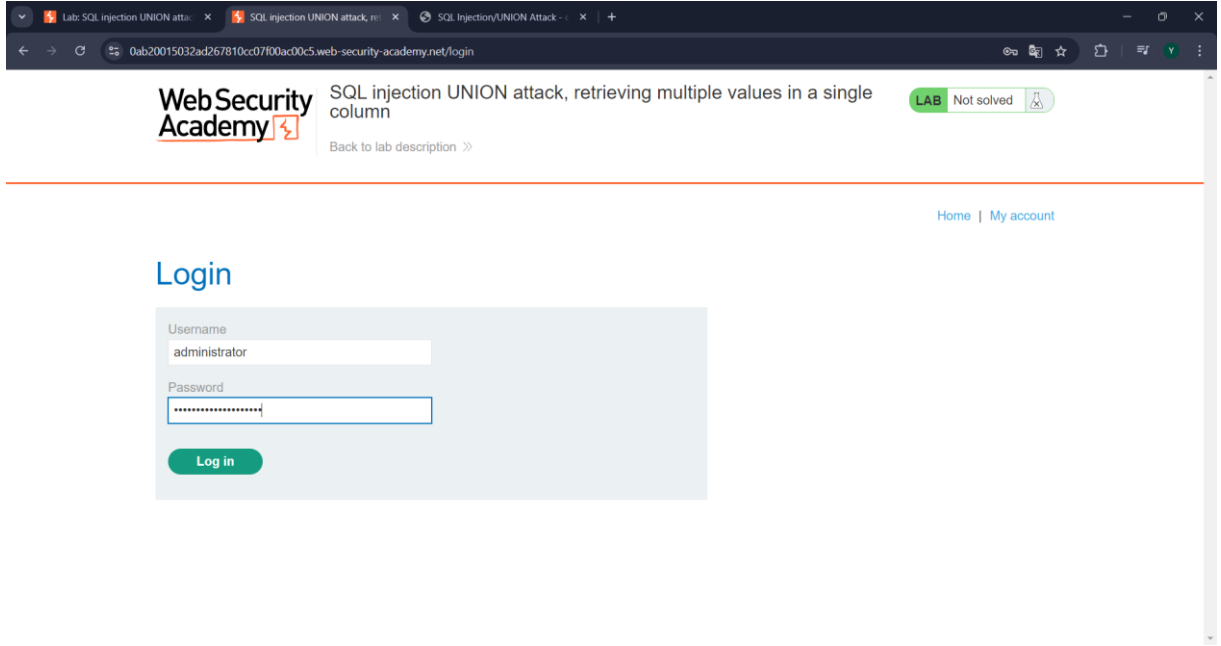 Lab: SQL injection UNION attac
SQL injection UNION attack, ret
SQL Injection/UNION Attack - c
0ab20015032ad267810cc07f00ac00c5.web-security-academy.net/login
Y
Web Security
Academy
SQL injection UNION attack, retrieving multiple values in a single
column
LAB Not solved
Back to lab description
Home | My account
Login
Username
administrator
Password
Log in